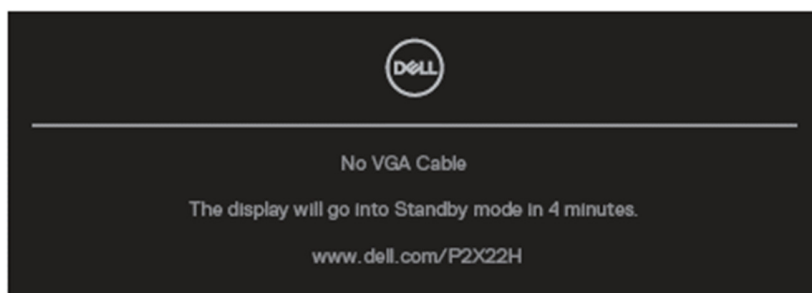 DELL
No VGA Cable
The display will go into Standby mode in 4 minutes.
www.dell.com/P2X22H